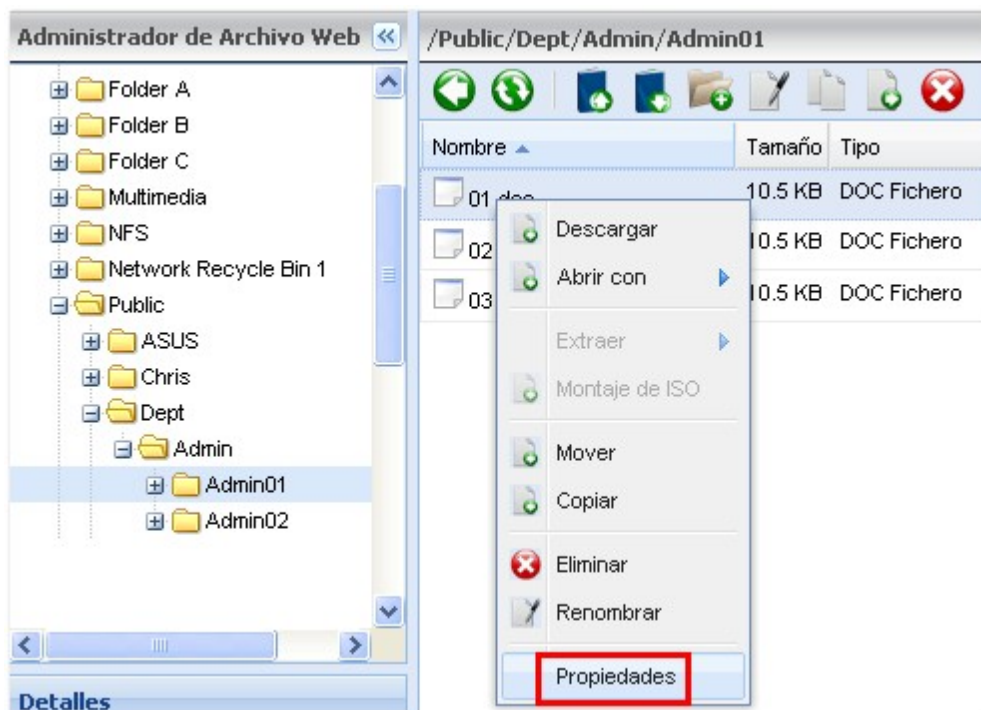 Administrador de Archivo Web
Folder A
Folder B
Folder C
Multimedia
NFS
Network Recycle Bin 1
Public
ASUS
Chris
Dept
Admin
Admin01
Admin02
Detalles
/Public/Dept/Admin/Admin01
Nombre Tamaño Tipo
01 10.5 KB DOC Fichero
02 10.5 KB DOC Fichero
03 10.5 KB DOC Fichero
Descargar
Abrir con
Extraer
Montaje de ISO
Mover
Copiar
Eliminar
Renombrar
Propiedades